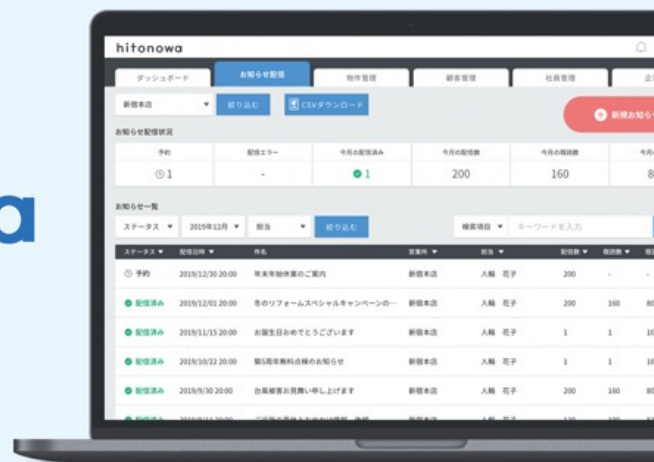 a
hitonowa
ダッシュボード お知らせ配信 物件管理 顧客管理 社員管理
新宿本店 ▼ 絞り込む CSVダウンロード
新規お知らせ
お知らせ配信状況
予約 配信エラー 今月の配信済み 今月の配信数 今月の既読数
1 - 1 200 160
お知らせ一覧
ステータス ▼ 2019年12月 ▼ 担当 ▼ 絞り込む 検索項目 ▼ キーワードを入力
ステータス ▼ 配信日時 ▼ 件名 営業所 ▼ 担当 ▼ 配信数 ▼ 既読数 ▼
予約 2019/12/30 20:00 年末年始休業のご案内 新宿本店 人輪 花子 200 - -
配信済み 2019/12/01 20:00 冬のリフォームスペシャルキャンペーンの… 新宿本店 人輪 花子 200 160 80
配信済み 2019/11/15 20:00 お誕生日おめでとうございます 新宿本店 人輪 花子 1 1
配信済み 2019/10/22 20:00 築5周年無料点検のお知らせ 新宿本店 人輪 花子 1 1
配信済み 2019/9/30 20:00 台風被害お見舞い申し上げます 新宿本店 人輪 花子 200 160 80